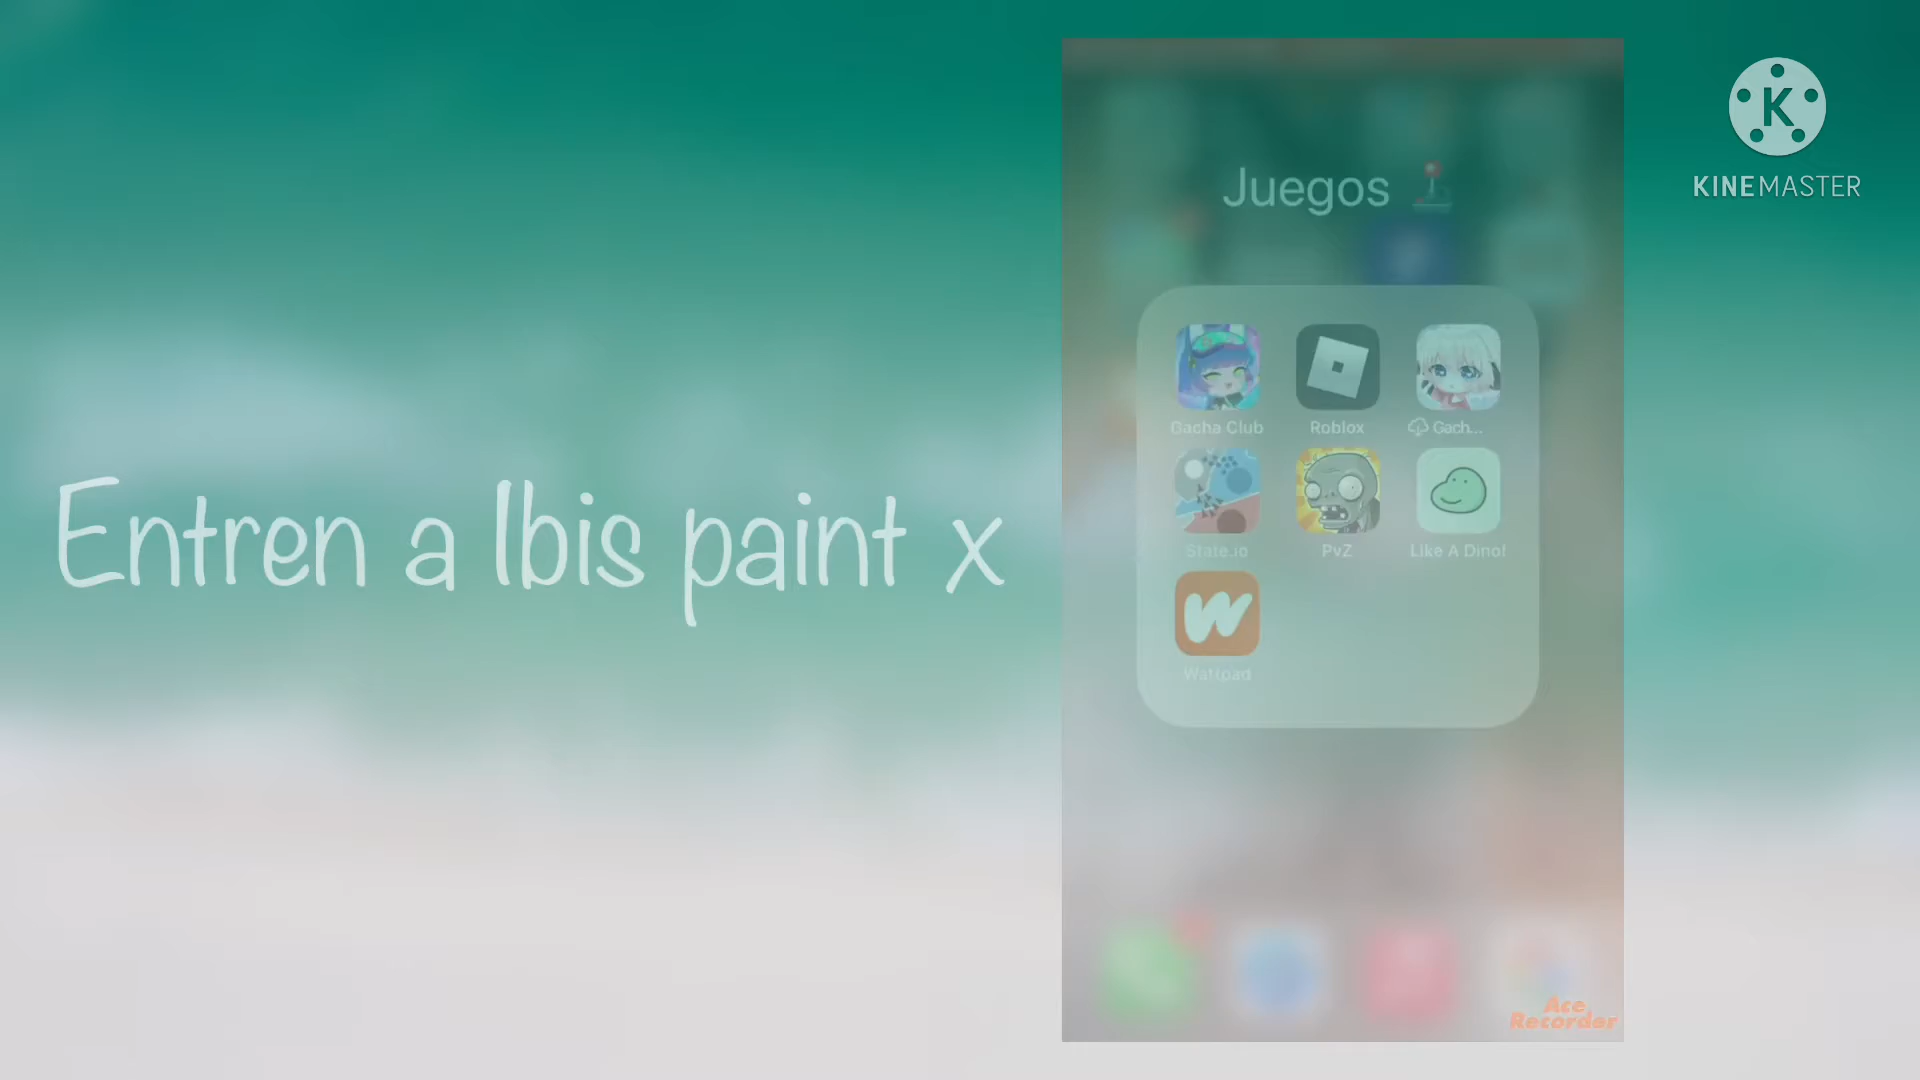 KINEMASTER
Juegos
Gacha Club Roblox Gach...
State.io PvZ Like A Dino!
Wattpad
Entren a Ibis paint x
Ace
Recorder